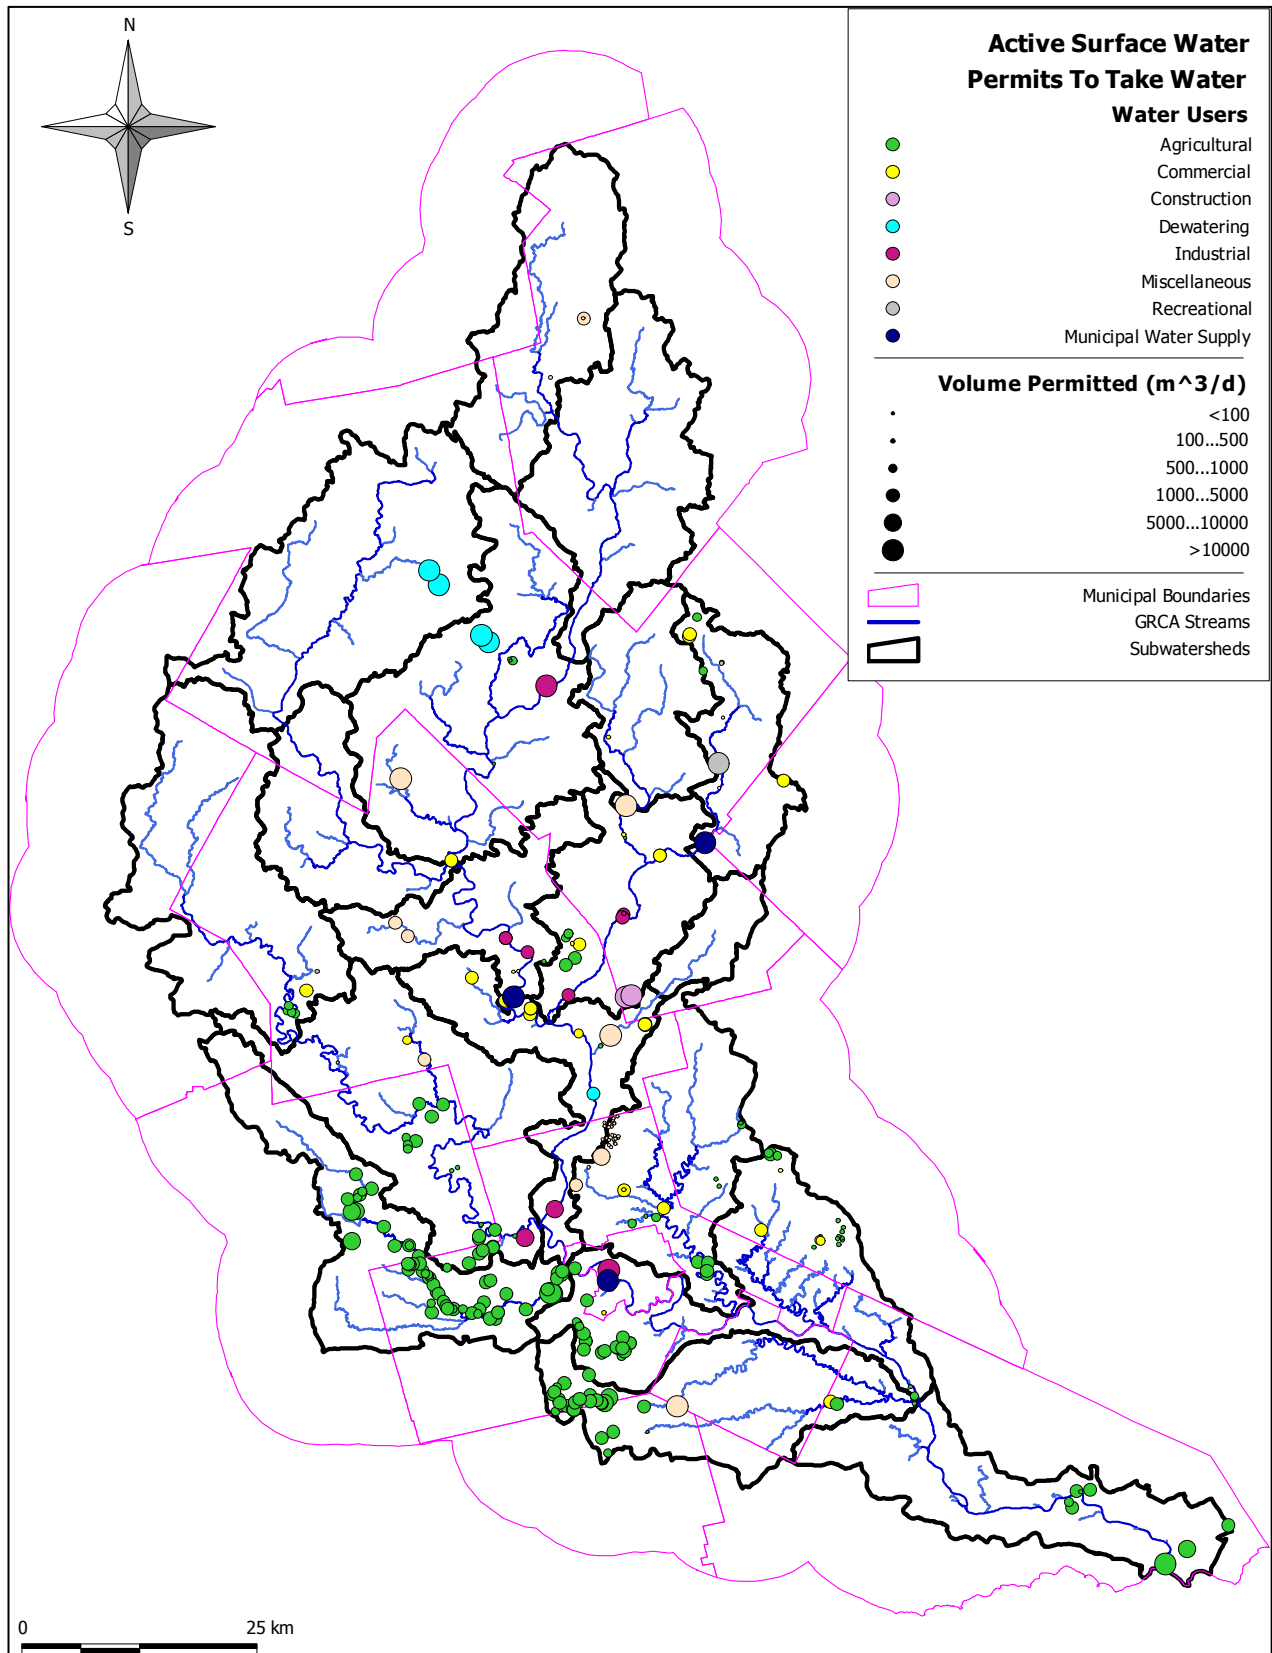 N
S
Active Surface Water
Permits To Take Water
Water Users
Agricultural
Commercial
Construction
Dewatering
Industrial
Miscellaneous
Recreational
Municipal Water Supply
Volume Permitted (m^3/d)
<100
100...500
500...1000
1000...5000
5000...10000
>10000
Municipal Boundaries
GRCA Streams
Subwatersheds
0 25 km